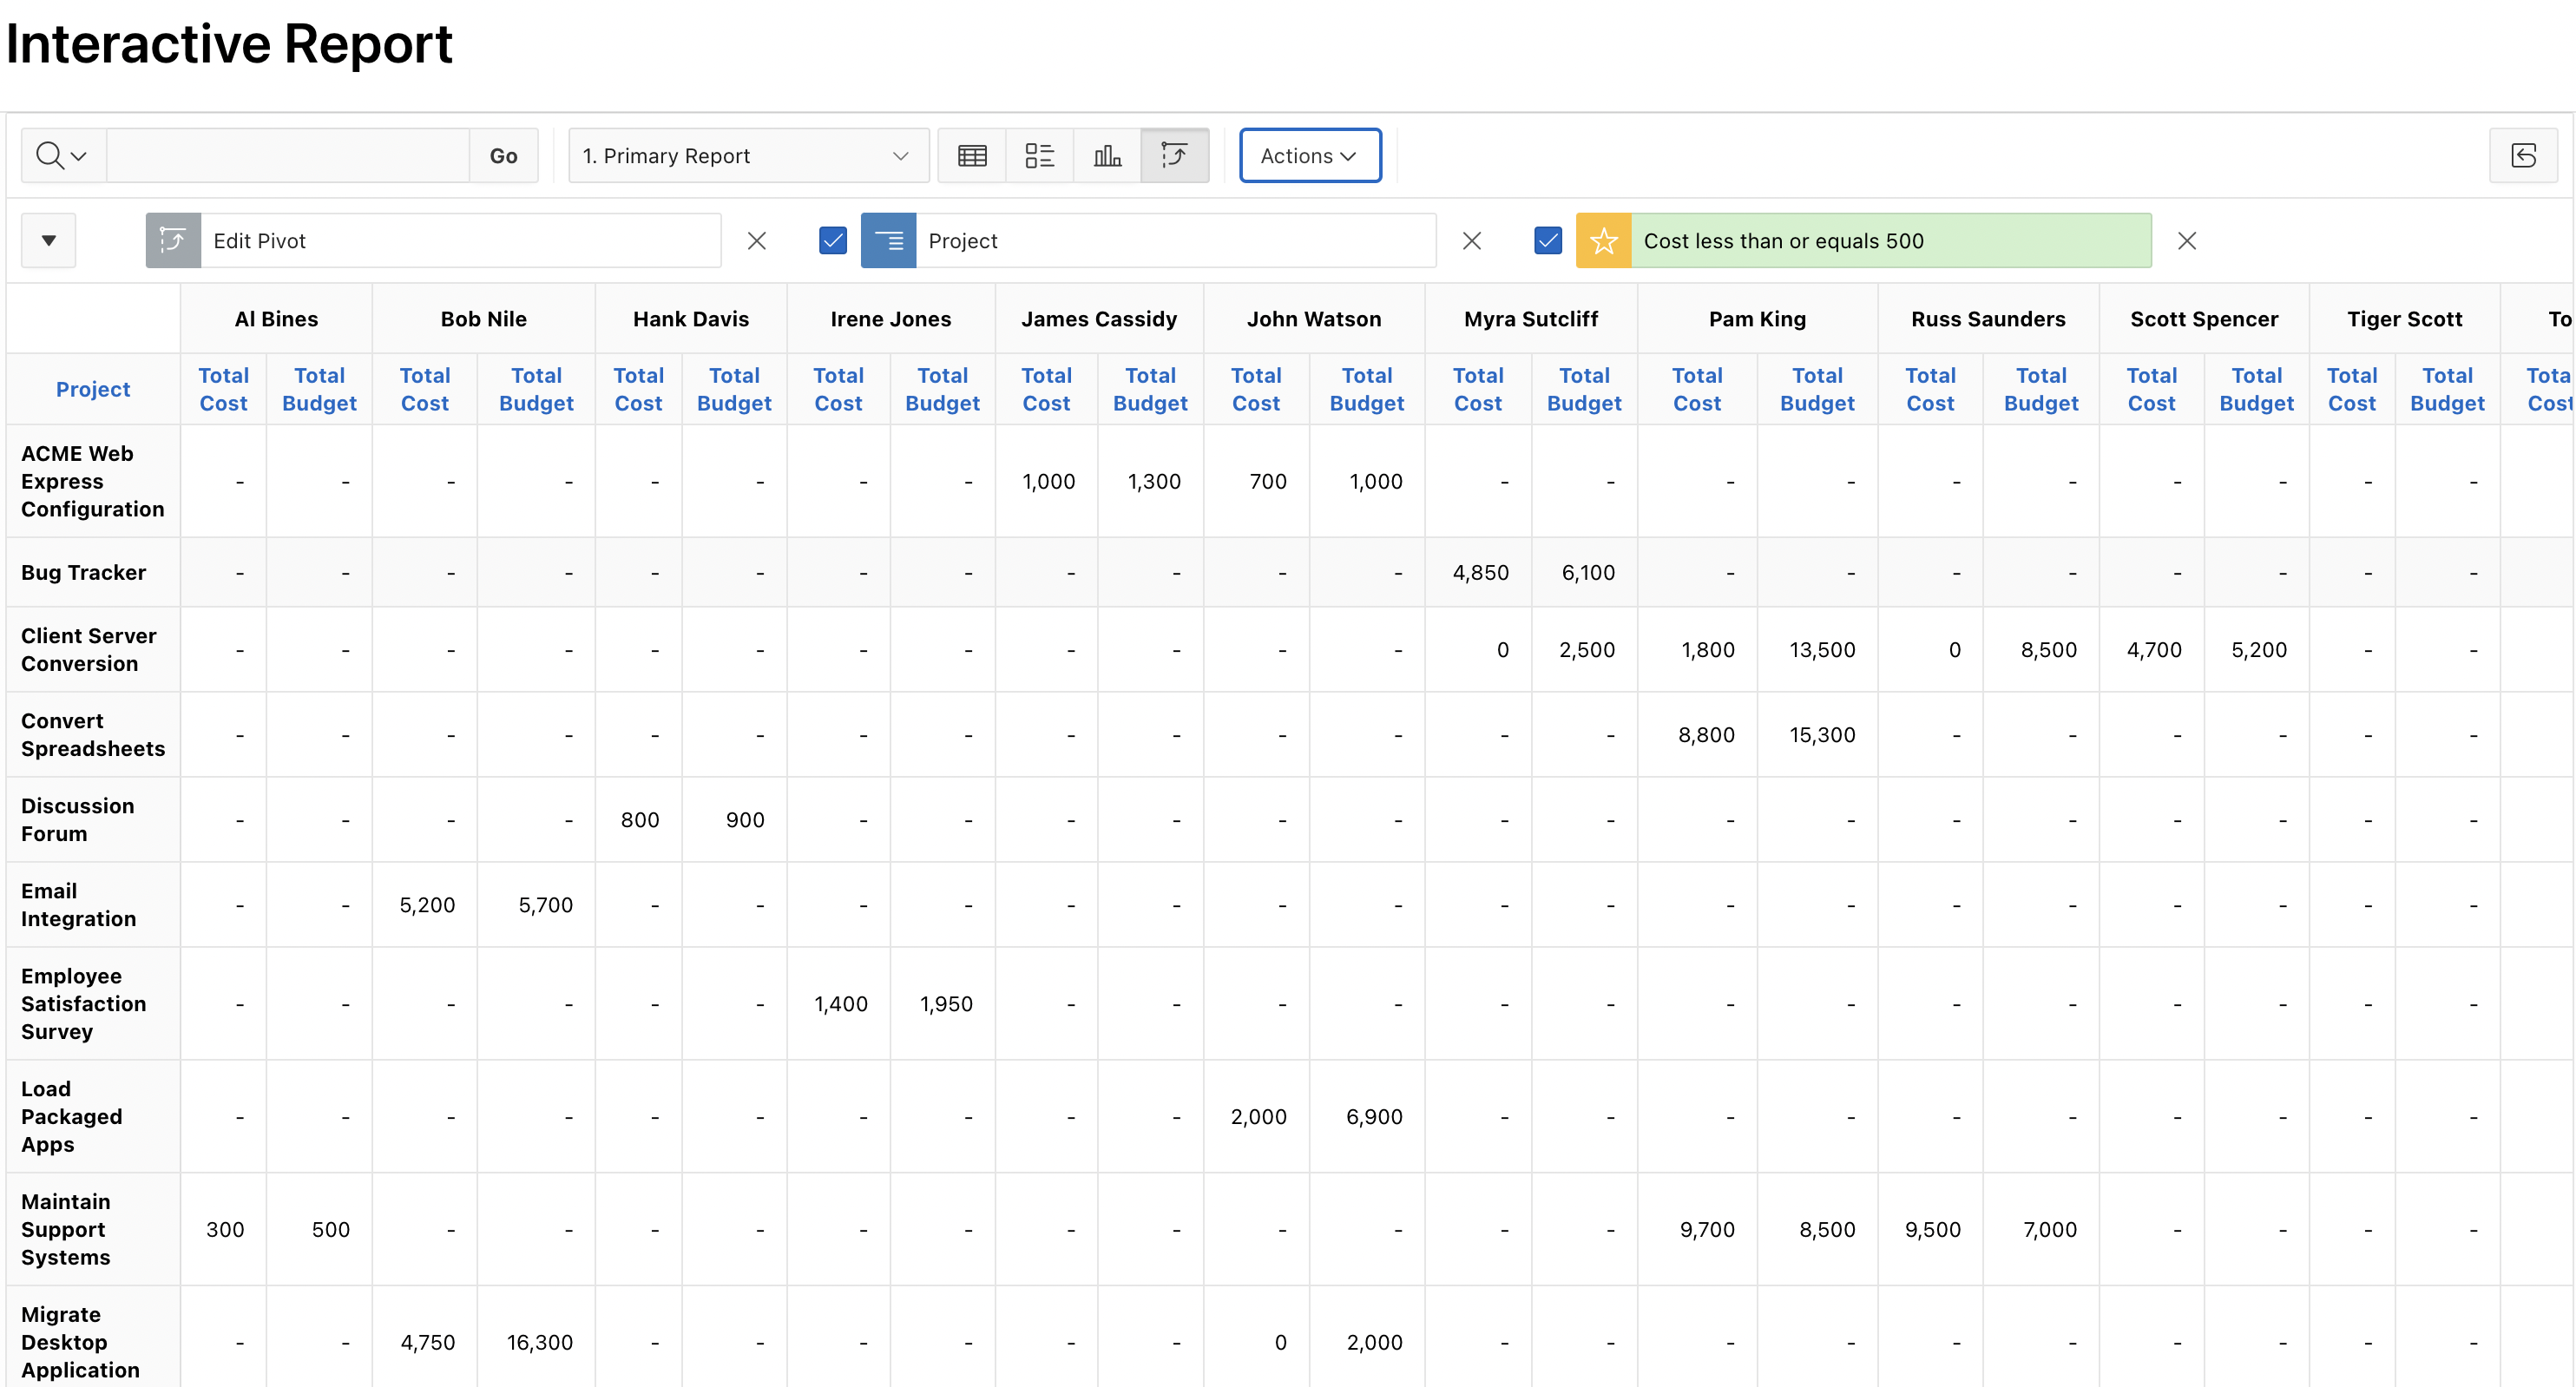 Interactive Report
Go
1. Primary Report
Actions
Edit Pivot
Project
Cost less than or equals 500
Al Bines Bob Nile Hank Davis Irene Jones James Cassidy John Watson Myra Sutcliff Pam King Russ Saunders Scott Spencer Tiger Scott To
Project Total Cost Total Budget Total Cost Total Budget Total Cost Total Budget Total Cost Total Budget Total Cost Total Budget Total Cost Total Budget Total Cost Total Budget Total Cost Total Budget Total Cost Total Budget Total Cost Total Budget Total Cost Total Budget Tota Cost
ACME Web
Express
Configuration
- - - - - - - - 1,000 1,300 700 1,000 - - - - - - - - - -
Bug Tracker - - - - - - - - - - - - 4,850 6,100 - - - - - - - -
Client Server
Conversion
- - - - - - - - - - - - 0 2,500 1,800 13,500 0 8,500 4,700 5,200 - -
Convert
Spreadsheets
- - - - - - - - - - - - - - 8,800 15,300 - - - - - -
Discussion
Forum
- - - - 800 900 - - - - - - - - - - - - - - - -
Email
Integration
- - 5,200 5,700 - - - - - - - - - - - - - - - - - -
Employee
Satisfaction
Survey
- - - - - - 1,400 1,950 - - - - - - - - - - - - - -
Load
Packaged
Apps
- - - - - - - - - - 2,000 6,900 - - - - - - - - - -
Maintain
Support
Systems
300 500 - - - - - - - - - - - - 9,700 8,500 9,500 7,000 - - - -
Migrate
Desktop
Application
- - 4,750 16,300 - - - - - - 0 2,000 - - - - - - - - - -